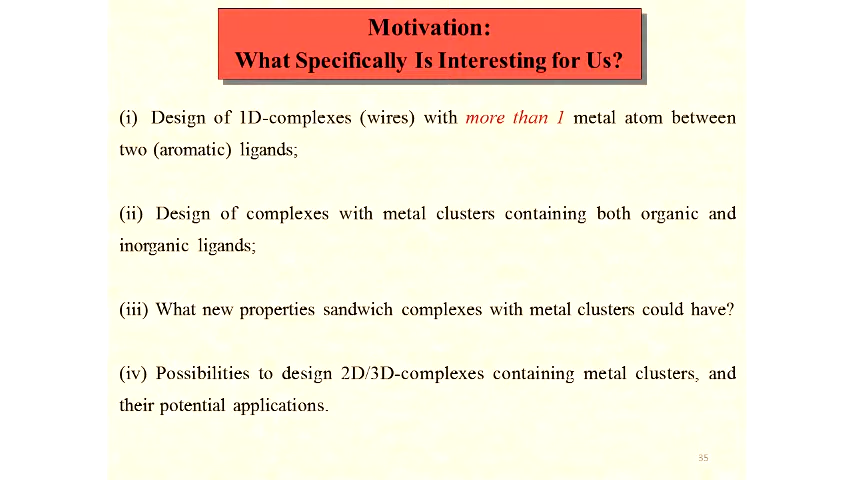 Motivation:
What Specifically Is Interesting for Us?
(i) Design of 1D-complexes (wires) with more than 1 metal atom between
two (aromatic) ligands;
(ii) Design of complexes with metal clusters containing both organic and
inorganic ligands;
(iii) What new properties sandwich complexes with metal clusters could have?
(iv) Possibilities to design 2D/3D-complexes containing metal clusters, and
their potential applications.
35